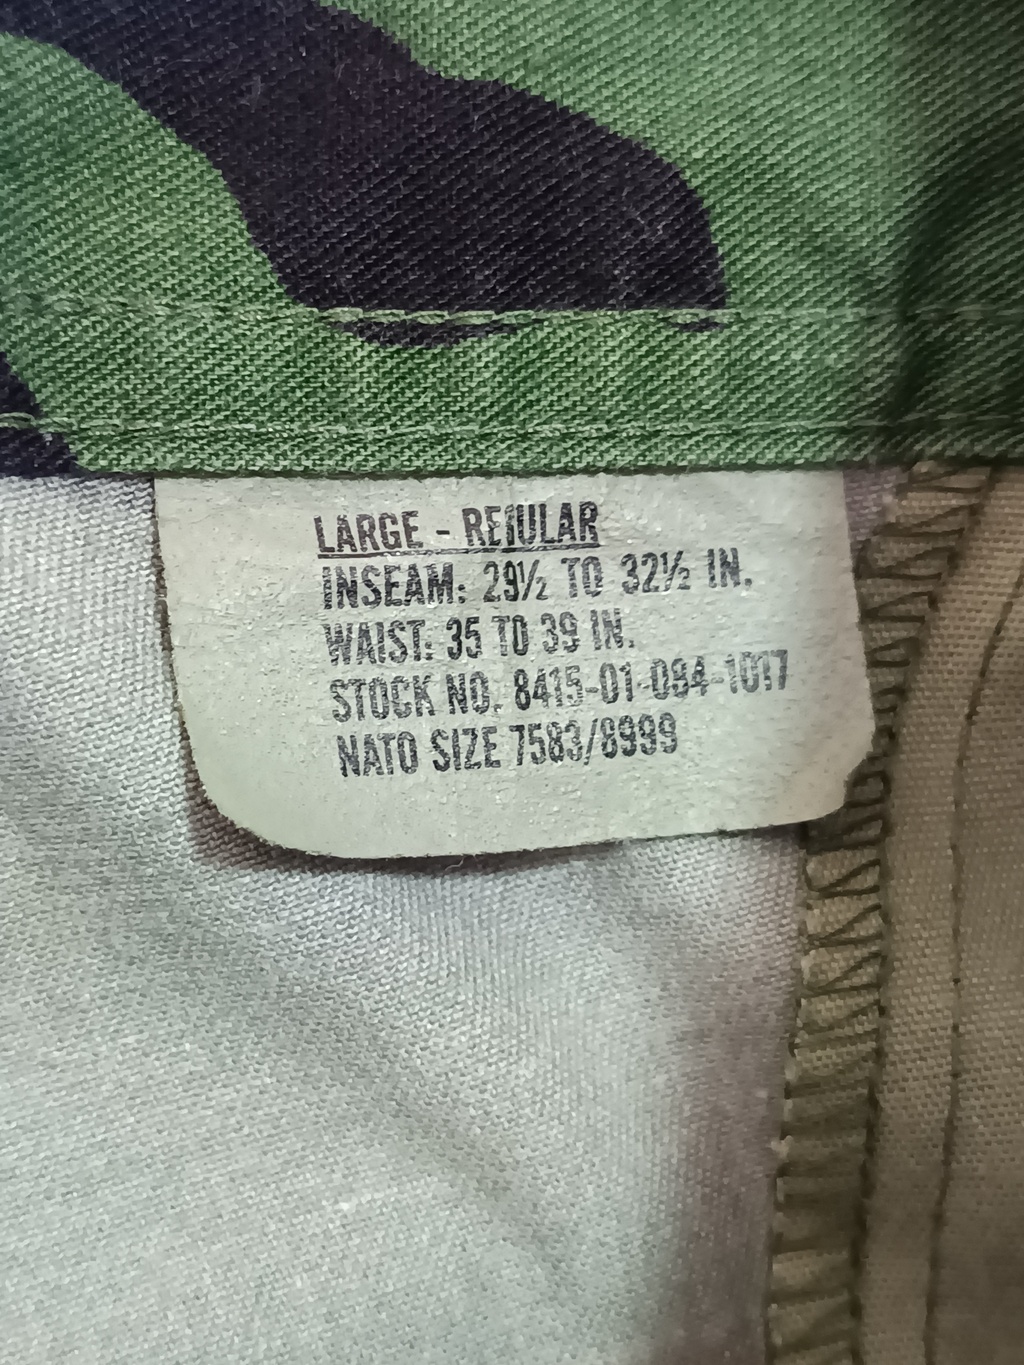 LARGE - REGULAR
INSEAM: 29½ TO 32½ IN.
WAIST: 35 TO 39 IN.
STOCK NO. 8415-01-084-1017
NATO SIZE 7583/8999